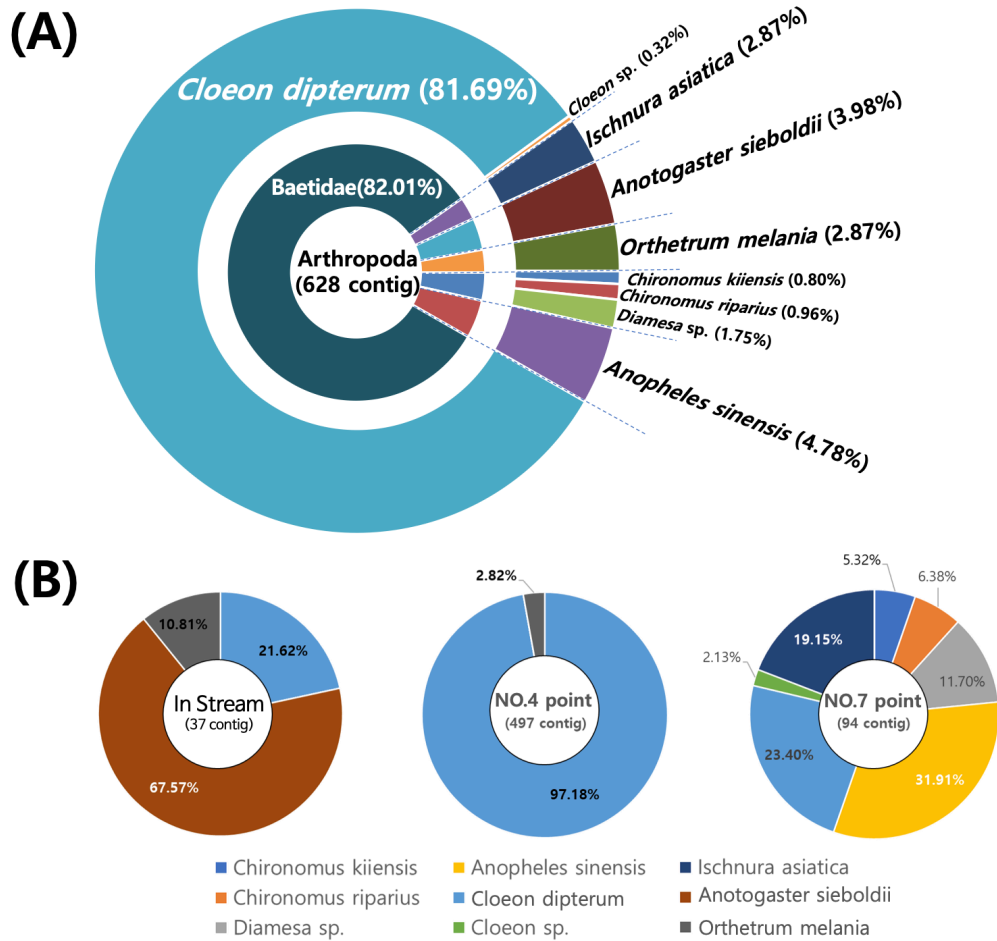 (A)
Cloeon dipterum (81.69%)
Cloeon sp. (0.32%)
Ischnura asiatica (2.87%)
Anotogaster sieboldii (3.98%)
Baetidae(82.01%)
Orthetrum melania (2.87%)
Arthropoda
(628 contig)
Chironomus kiiensis (0.80%)
Chironomus riparius (0.96%)
Diamesa sp. (1.75%)
Anopheles sinensis (4.78%)
(B)
10.81%
21.62%
In Stream
(37 contig)
67.57%
2.82%
NO.4 point
(497 contig)
97.18%
5.32%
6.38%
19.15%
2.13%
11.70%
NO.7 point
(94 contig)
23.40%
31.91%
Chironomus kiiensis
Anopheles sinensis
Ischnura asiatica
Chironomus riparius
Cloeon dipterum
Anotogaster sieboldii
Diamesa sp.
Cloeon sp.
Orthetrum melania